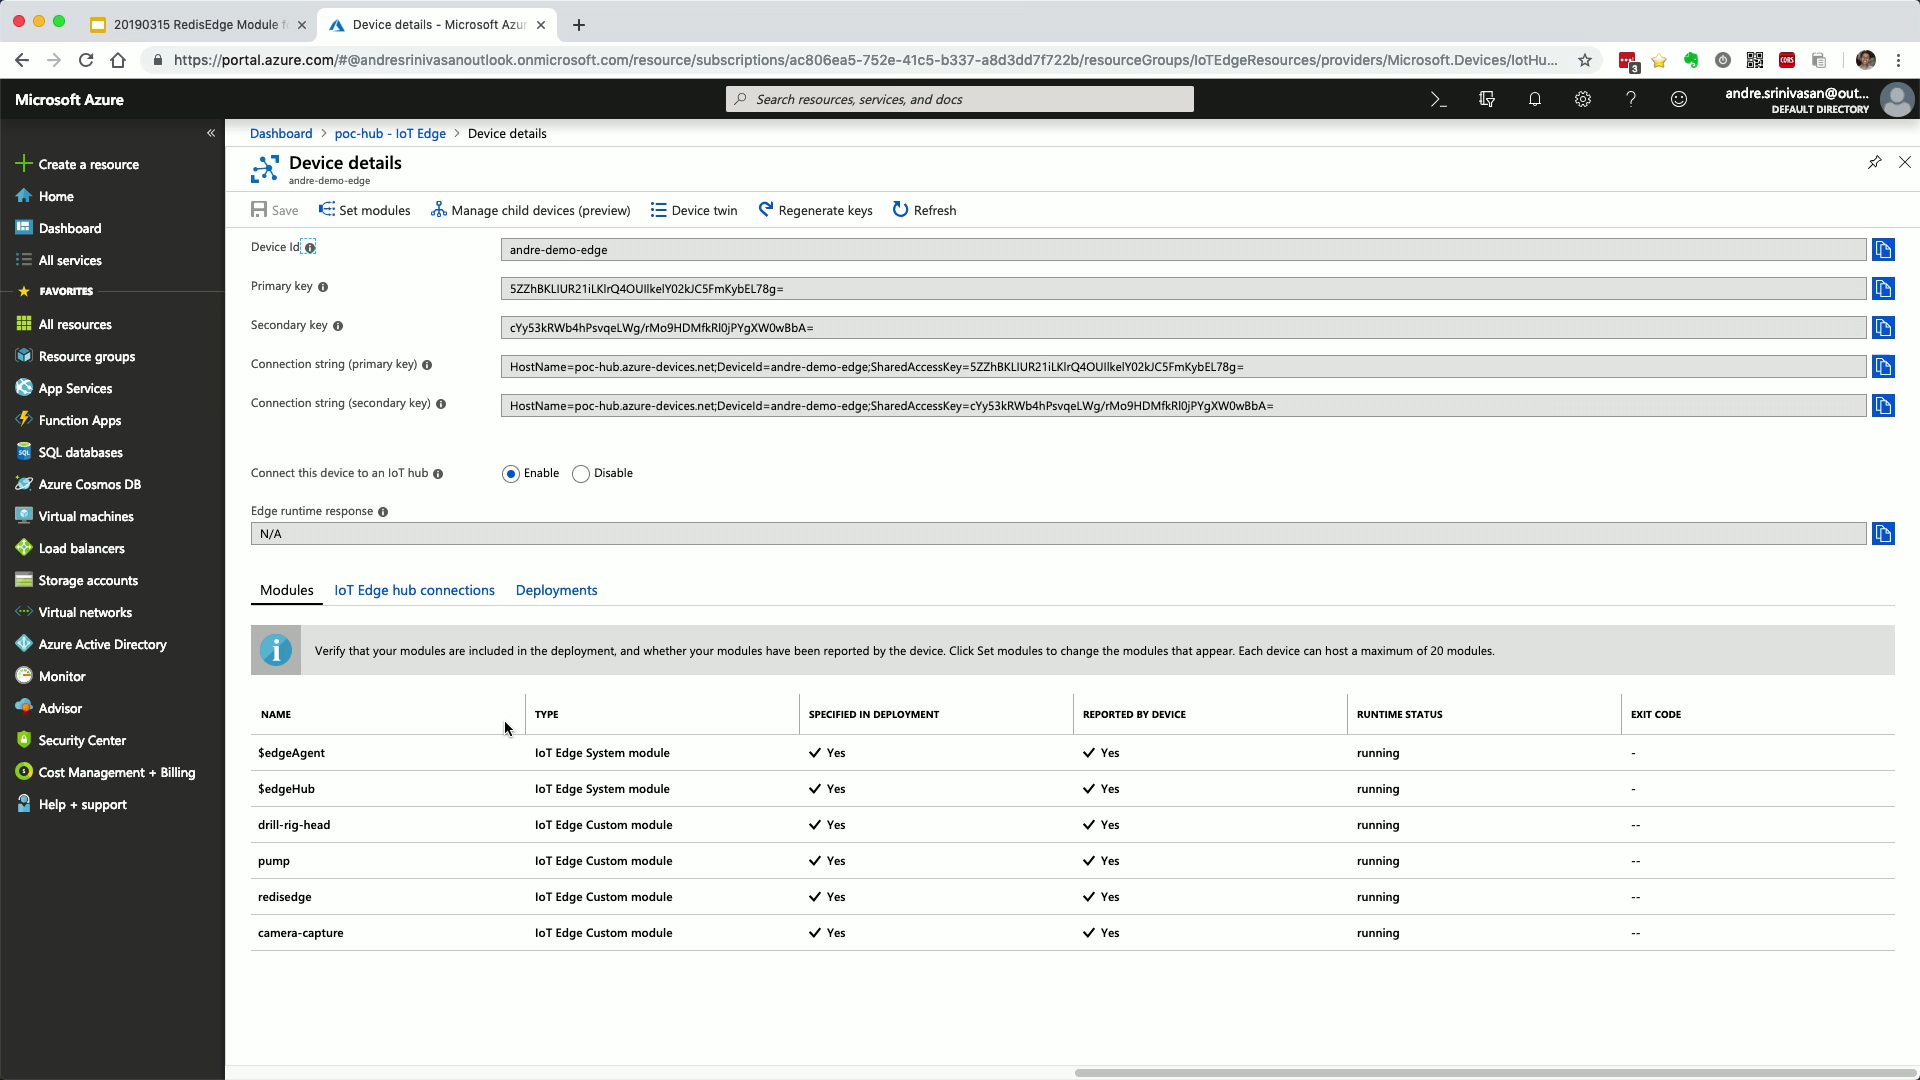 20190315 RedisEdge Module f
Device details - Microsoft Azur
https://portal.azure.com/#@andresrinivasanoutlook.onmicrosoft.com/resource/subscriptions/ac806ea5-752e-41c5-b337-a8d3dd7f722b/resourceGroups/IoTEdgeResources/providers/Microsoft.Devices/IotHu...
3
CORS
Microsoft Azure
Search resources, services, and docs
andre.srinivasan@out...
DEFAULT DIRECTORY
Create a resource
Home
Dashboard
All services
FAVORITES
All resources
Resource groups
App Services
Function Apps
SQL databases
Azure Cosmos DB
Virtual machines
Load balancers
Storage accounts
Virtual networks
Azure Active Directory
Monitor
Advisor
Security Center
Cost Management + Billing
Help + support
Dashboard > poc-hub - IoT Edge > Device details
Device details
andre-demo-edge
Save Set modules Manage child devices (preview) Device twin Regenerate keys Refresh
Device Id andre-demo-edge
Primary key 5ZZhBKLIUR21iLKlrQ4OUIlkelY02kJC5FmKybEL78g=
Secondary key cYy53kRWb4hPsvqeLWg/rMo9HDMfkRl0jPYgXW0wBbA=
Connection string (primary key) HostName=poc-hub.azure-devices.net;DeviceId=andre-demo-edge;SharedAccessKey=5ZZhBKLIUR21iLKlrQ4OUIlkelY02kJC5FmKybEL78g=
Connection string (secondary key) HostName=poc-hub.azure-devices.net;DeviceId=andre-demo-edge;SharedAccessKey=cYy53kRWb4hPsvqeLWg/rMo9HDMfkRl0jPYgXW0wBbA=
Connect this device to an IoT hub Enable Disable
Edge runtime response
N/A
Modules IoT Edge hub connections Deployments
Verify that your modules are included in the deployment, and whether your modules have been reported by the device. Click Set modules to change the modules that appear. Each device can host a maximum of 20 modules.
NAME TYPE SPECIFIED IN DEPLOYMENT REPORTED BY DEVICE RUNTIME STATUS EXIT CODE
$edgeAgent IoT Edge System module Yes Yes running -
$edgeHub IoT Edge System module Yes Yes running -
drill-rig-head IoT Edge Custom module Yes Yes running --
pump IoT Edge Custom module Yes Yes running --
redisedge IoT Edge Custom module Yes Yes running --
camera-capture IoT Edge Custom module Yes Yes running --